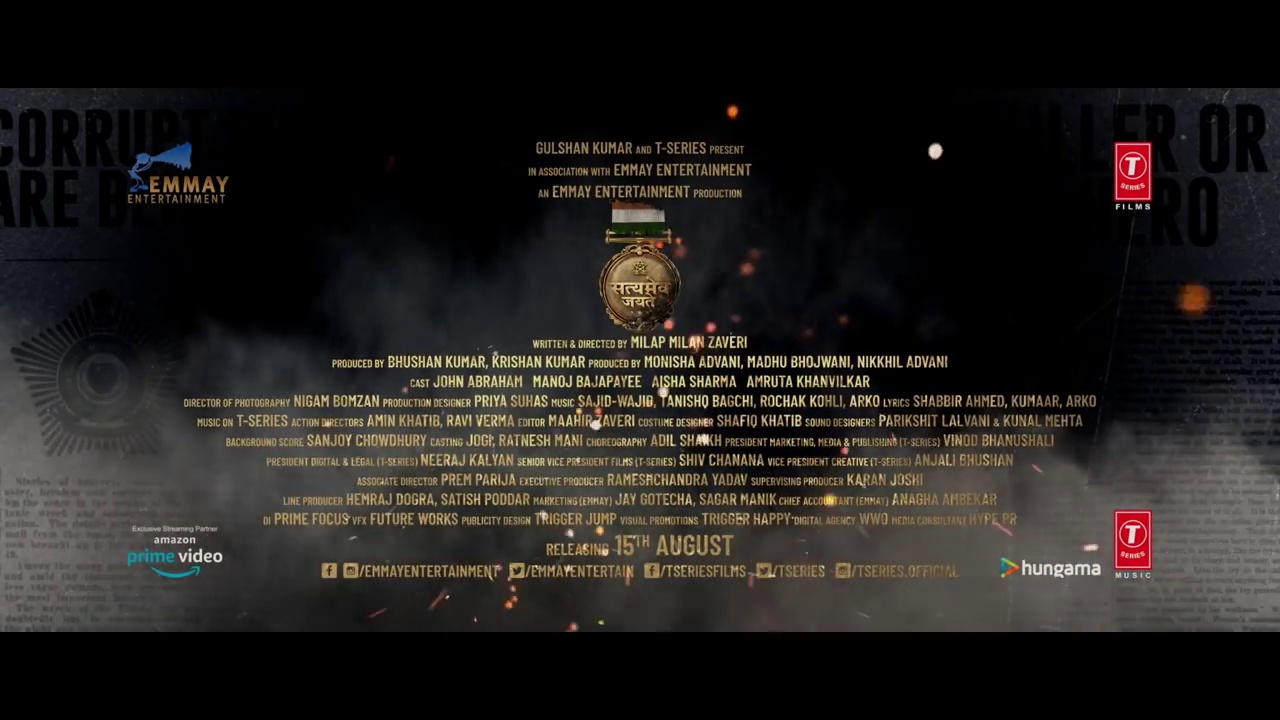 CORRUPT
ARE BE
KILLER OR
HERO
EMMAY
ENTERTAINMENT
T
SERIES
FILMS
GULSHAN KUMAR AND T-SERIES PRESENT
IN ASSOCIATION WITH EMMAY ENTERTAINMENT
AN EMMAY ENTERTAINMENT PRODUCTION
सत्यमेव
जयते
WRITTEN & DIRECTED BY MILAP MILAN ZAVERI
PRODUCED BY BHUSHAN KUMAR, KRISHAN KUMAR PRODUCED BY MONISHA ADVANI, MADHU BHOJWANI, NIKKHIL ADVANI
CAST JOHN ABRAHAM MANOJ BAJAPAYEE AISHA SHARMA AMRUTA KHANVILKAR
DIRECTOR OF PHOTOGRAPHY NIGAM BOMZAN PRODUCTION DESIGNER PRIYA SUHAS MUSIC SAJID-WAJID, TANISHQ BAGCHI, ROCHAK KOHLI, ARKO LYRICS SHABBIR AHMED, KUMAAR, ARKO
MUSIC ON T-SERIES ACTION DIRECTORS AMIN KHATIB, RAVI VERMA EDITOR MAAHIR ZAVERI COSTUME DESIGNER SHAFIQ KHATIB SOUND DESIGNERS PARIKSHIT LALVANI & KUNAL MEHTA
BACKGROUND SCORE SANJOY CHOWDHURY CASTING JOGI, RATNESH MANI CHOREOGRAPHY ADIL SHAIKH PRESIDENT MARKETING, MEDIA & PUBLISHING (T-SERIES) VINOD BHANUSHALI
PRESIDENT DIGITAL & LEGAL (T-SERIES) NEERAJ KALYAN SENIOR VICE PRESIDENT FILMS (T-SERIES) SHIV CHANANA VICE PRESIDENT CREATIVE (T-SERIES) ANJALI BHUSHAN
ASSOCIATE DIRECTOR PREM PARIJA EXECUTIVE PRODUCER RAMESHCHANDRA YADAV SUPERVISING PRODUCER KARAN JOSHI
LINE PRODUCER HEMRAJ DOGRA, SATISH PODDAR MARKETING (EMMAY) JAY GOTECHA, SAGAR MANIK CHIEF ACCOUNTANT (EMMAY) ANAGHA AMBEKAR
DI PRIME FOCUS VFX FUTURE WORKS PUBLICITY DESIGN TRIGGER JUMP VISUAL PROMOTIONS TRIGGER HAPPY DIGITAL AGENCY WWO MEDIA CONSULTANT HYPE PR
RELEASING 15TH AUGUST
/EMMAYENTERTAINMENT /EMMAYENTERTAIN /TSERIESFILMS /TSERIES /TSERIES.OFFICIAL
Exclusive Streaming Partner
amazon
prime video
hungama
T
SERIES
MUSIC